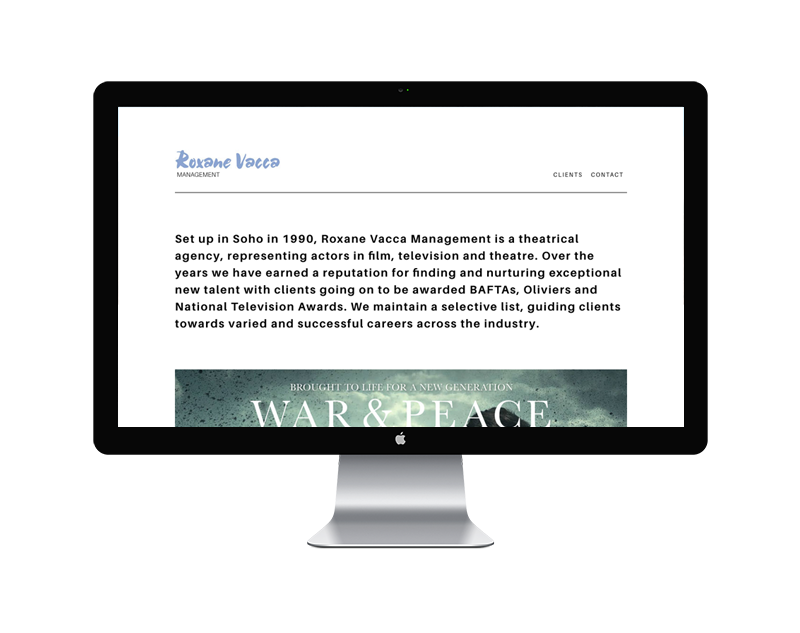 Roxane Vacca
MANAGEMENT
CLIENTS CONTACT
Set up in Soho in 1990, Roxane Vacca Management is a theatrical
agency, representing actors in film, television and theatre. Over the
years we have earned a reputation for finding and nurturing exceptional
new talent with clients going on to be awarded BAFTAs, Oliviers and
National Television Awards. We maintain a selective list, guiding clients
towards varied and successful careers across the industry.
BROUGHT TO LIFE FOR A NEW GENERATION
WAR & PEACE